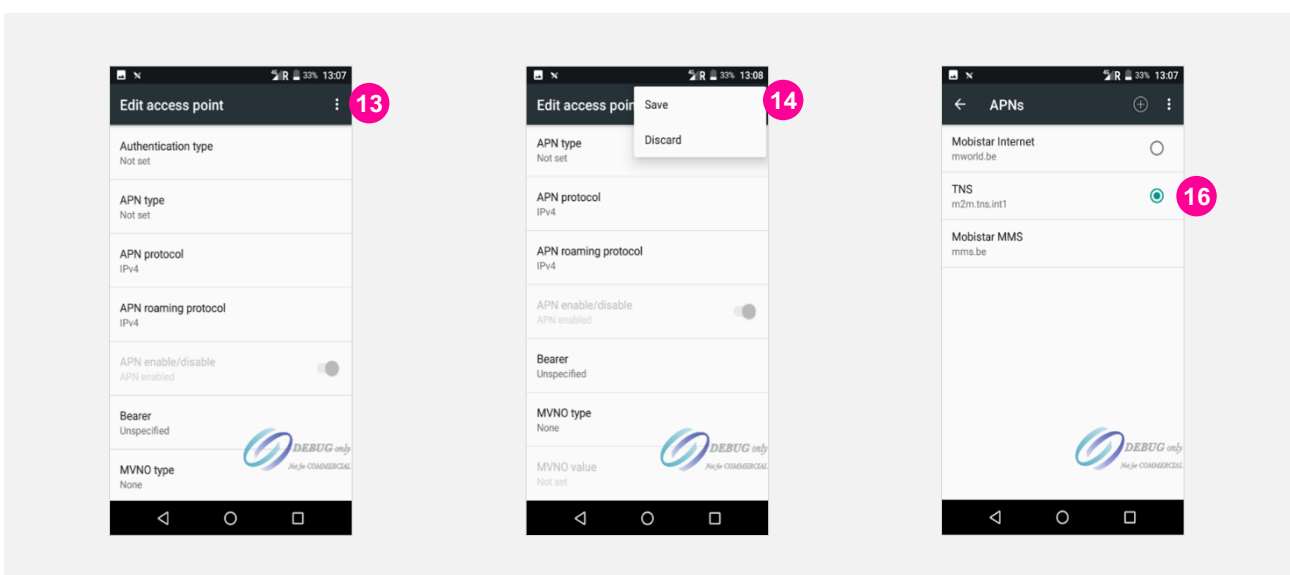 33% 13:07
Edit access point
13
Authentication type
Not set
APN type
Not set
APN protocol
IPv4
APN roaming protocol
IPv4
APN enable/disable
APN enabled
Bearer
Unspecified
MVNO type
None
DEBUG only
Not for COMMERCIAL
R 33% 13:08
Edit access poin
Save
14
Discard
APN type
Not set
APN protocol
IPv4
APN roaming protocol
IPv4
APN enable/disable
APN enabled
Bearer
Unspecified
MVNO type
None
MVNO value
Not set
DEBUG only
Not for COMMERCIAL
R 33% 13:07
APNs
Mobistar Internet
mworld.be
TNS
m2m.tns.int1
16
Mobistar MMS
mms.be
DEBUG only
Not for COMMERCIAL